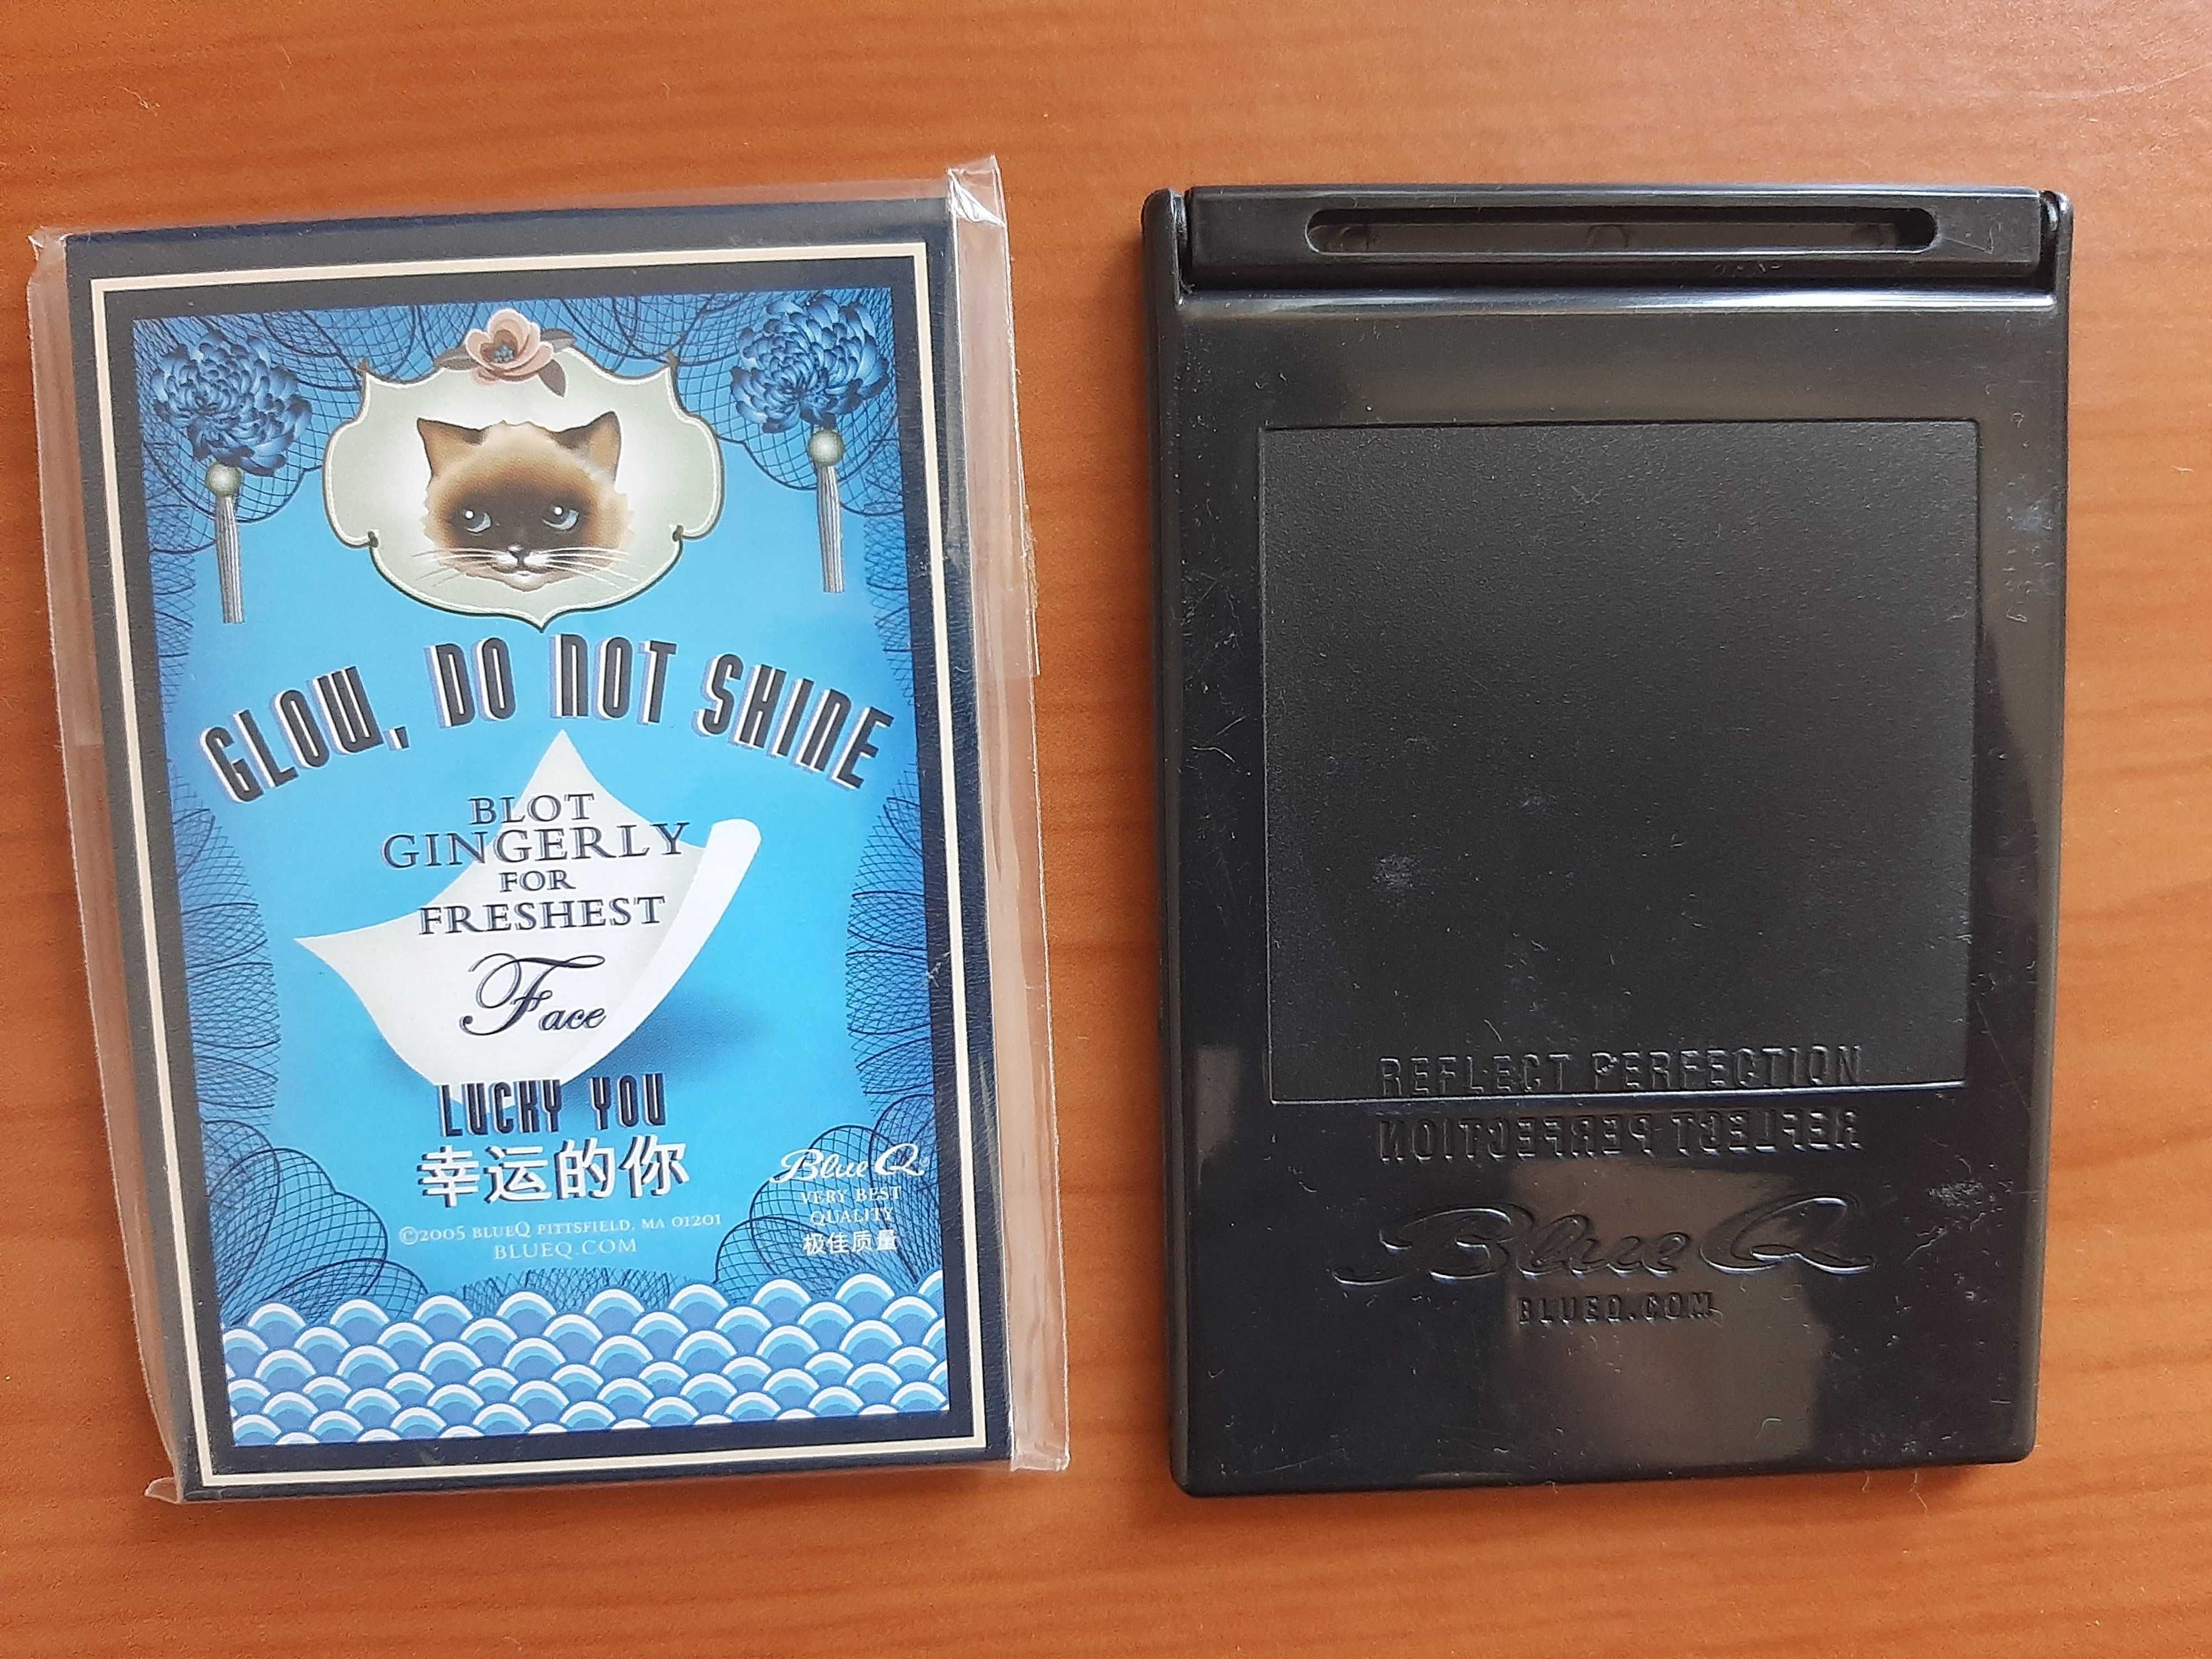 GLOW, DO NOT SHINE
BLOT
GINGERLY
FOR
FRESHEST
Face
LUCKY YOU
幸运的你
©2005 BLUEQ PITTSFIELD, MA 01201
BLUEQ.COM
Blue Q®
VERY BEST
QUALITY
极佳质量
REFLECT PERFECTION
REFLECT PERFECTION
Blue Q
BLUEQ.COM